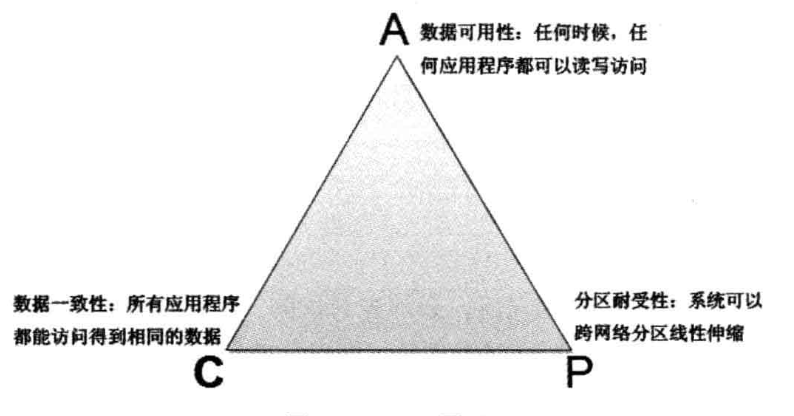 A
数据可用性：任何时候，任
何应用程序都可以读写访问
数据一致性：所有应用程序
都能访问得到相同的数据
C
分区耐受性：系统可以
跨网络分区线性伸缩
P